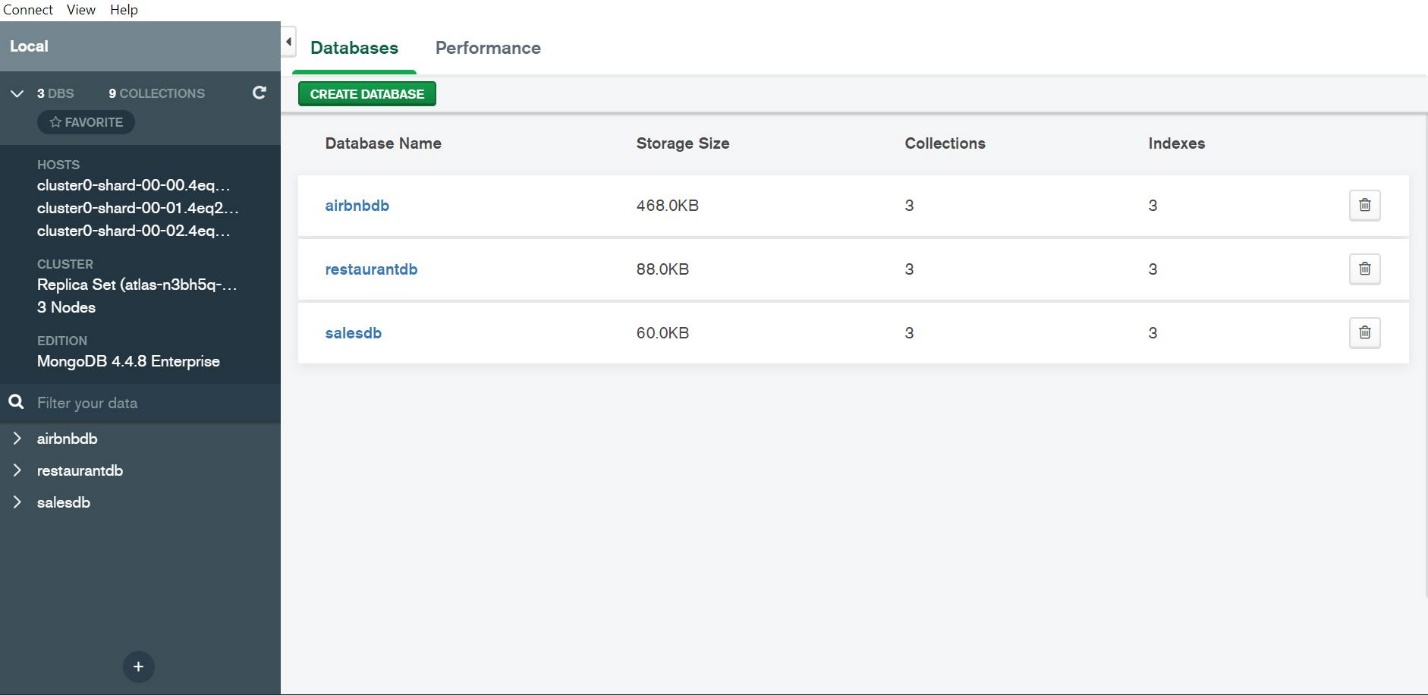 Connect View Help
Local
Databases Performance
3 DBS 9 COLLECTIONS
FAVORITE
CREATE DATABASE
HOSTS
cluster0-shard-00-00.4eq...
cluster0-shard-00-01.4eq2...
cluster0-shard-00-02.4eq...
CLUSTER
Replica Set (atlas-n3bh5q-...
3 Nodes
EDITION
MongoDB 4.4.8 Enterprise
Filter your data
airbnbdb
restaurantdb
salesdb
+
Database Name Storage Size Collections Indexes
airbnbdb 468.0KB 3 3
restaurantdb 88.0KB 3 3
salesdb 60.0KB 3 3